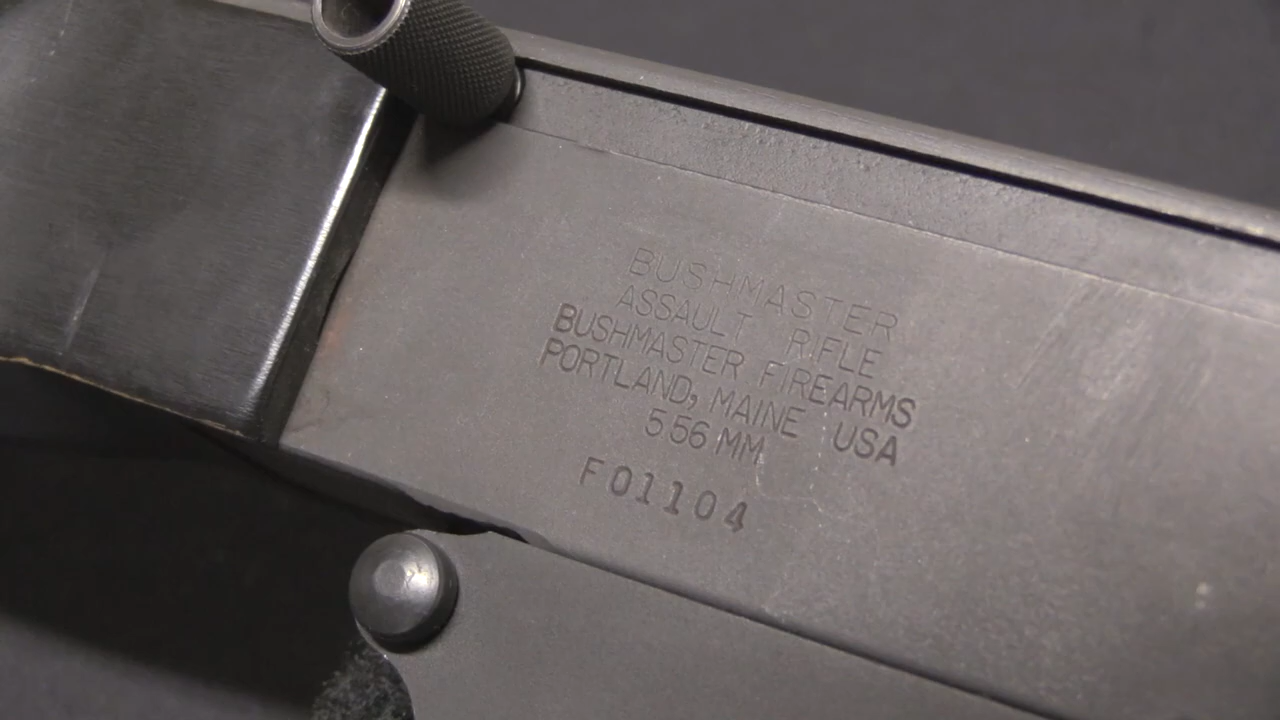 BUSHMASTER
ASSAULT RIFLE
BUSHMASTER FIREARMS
PORTLAND, MAINE USA
5.56 MM
F01104